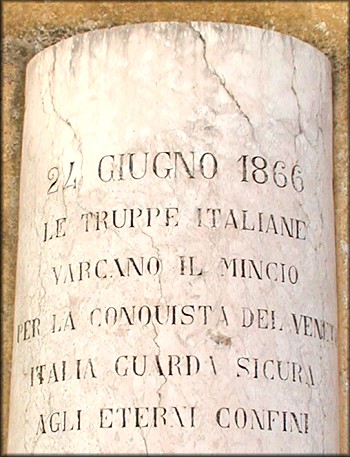 24 GIUGNO 1866
LE TRUPPE ITALIANE
VARCANO IL MINCIO
PER LA CONQUISTA DEL VENETO
ITALIA GUARDA SICURA
AGLI ETERNI CONFINI